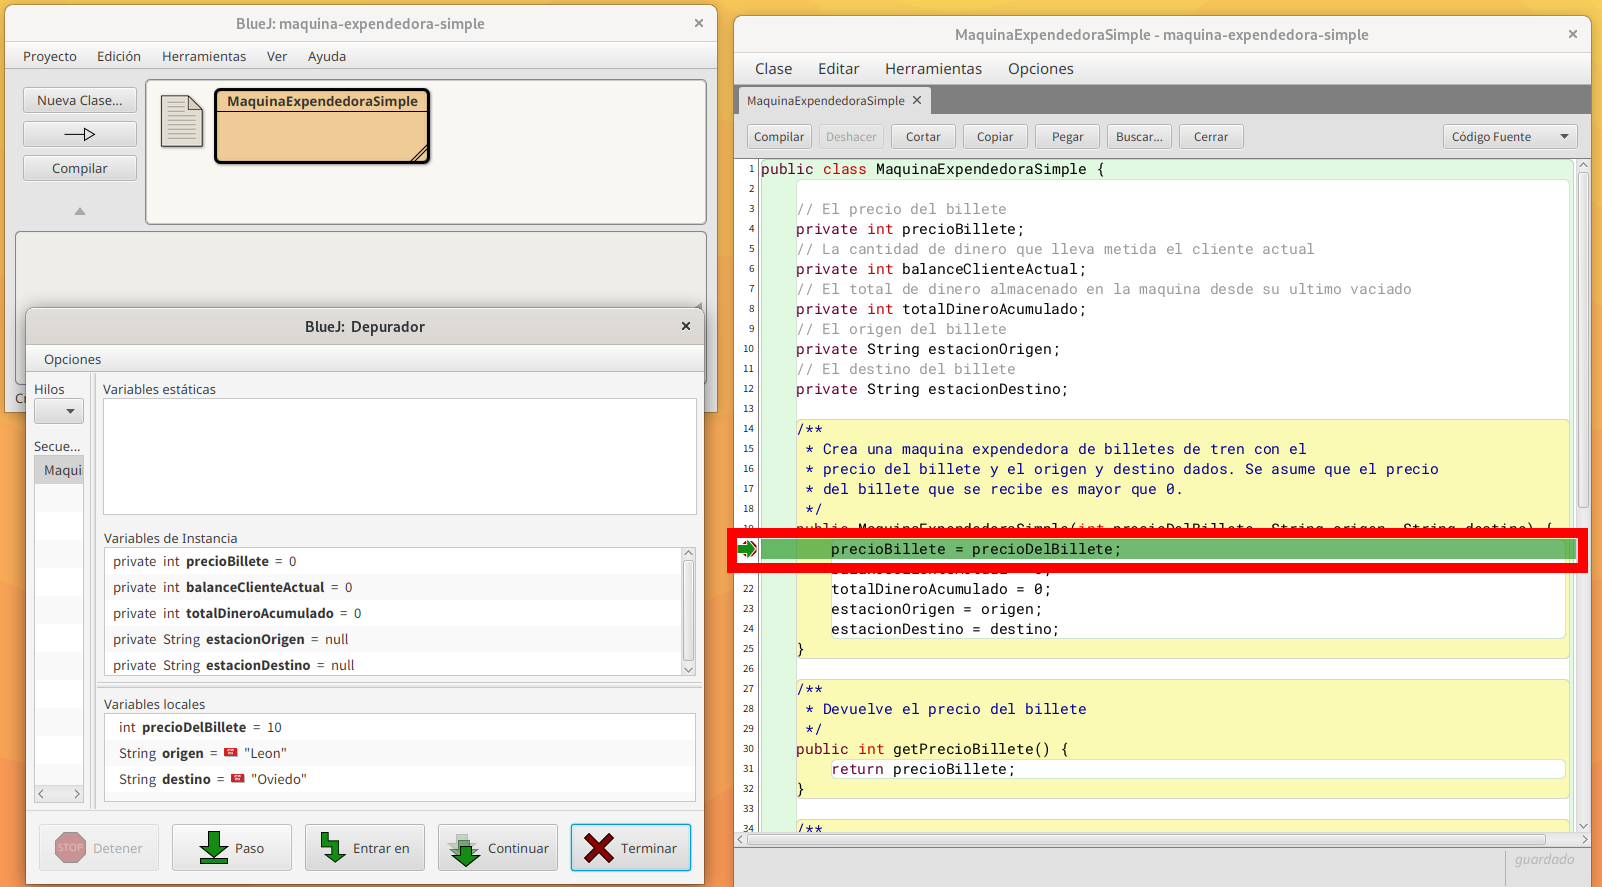 BlueJ: maquina-expendedora-simple
Proyecto Edición Herramientas Ver Ayuda
Nueva Clase...
Compilar
MaquinaExpendedoraSimple
BlueJ: Depurador
Opciones
Hilos
Secue...
Maqui
Variables estáticas
Variables de Instancia
private int precioBillete = 0
private int balanceClienteActual = 0
private int totalDineroAcumulado = 0
private String estacionOrigen = null
private String estacionDestino = null
Variables locales
int precioDelBillete = 10
String origen = "Leon"
String destino = "Oviedo"
STOP Detener
Paso
Entrar en
Continuar
Terminar
MaquinaExpendedoraSimple - maquina-expendedora-simple
Clase Editar Herramientas Opciones
MaquinaExpendedoraSimple
Compilar Deshacer Cortar Copiar Pegar Buscar... Cerrar Código Fuente
1 public class MaquinaExpendedoraSimple {
2
3 // El precio del billete
4 private int precioBillete;
5 // La cantidad de dinero que lleva metida el cliente actual
6 private int balanceClienteActual;
7 // El total de dinero almacenado en la maquina desde su ultimo vaciado
8 private int totalDineroAcumulado;
9 // El origen del billete
10 private String estacionOrigen;
11 // El destino del billete
12 private String estacionDestino;
13
14 /**
15 * Crea una maquina expendedora de billetes de tren con el
16 * precio del billete y el origen y destino dados. Se asume que el precio
17 * del billete que se recibe es mayor que 0.
18 */
public MaquinaExpendedoraSimple(int precioDelBillete, String origen, String destino) {
precioBillete = precioDelBillete;
22 totalDineroAcumulado = 0;
23 estacionOrigen = origen;
24 estacionDestino = destino;
25 }
26
27 /**
28 * Devuelve el precio del billete
29 */
30 public int getPrecioBillete() {
31 return precioBillete;
32 }
33
34 /**
guardado